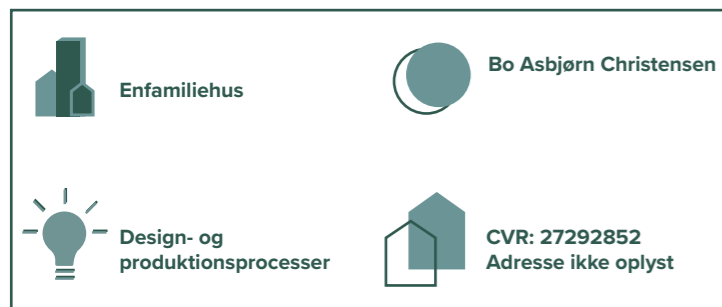 Enfamiliehus
Bo Asbjørn Christensen
Design- og
produktionsprocesser
CVR: 27292852
Adresse ikke oplyst